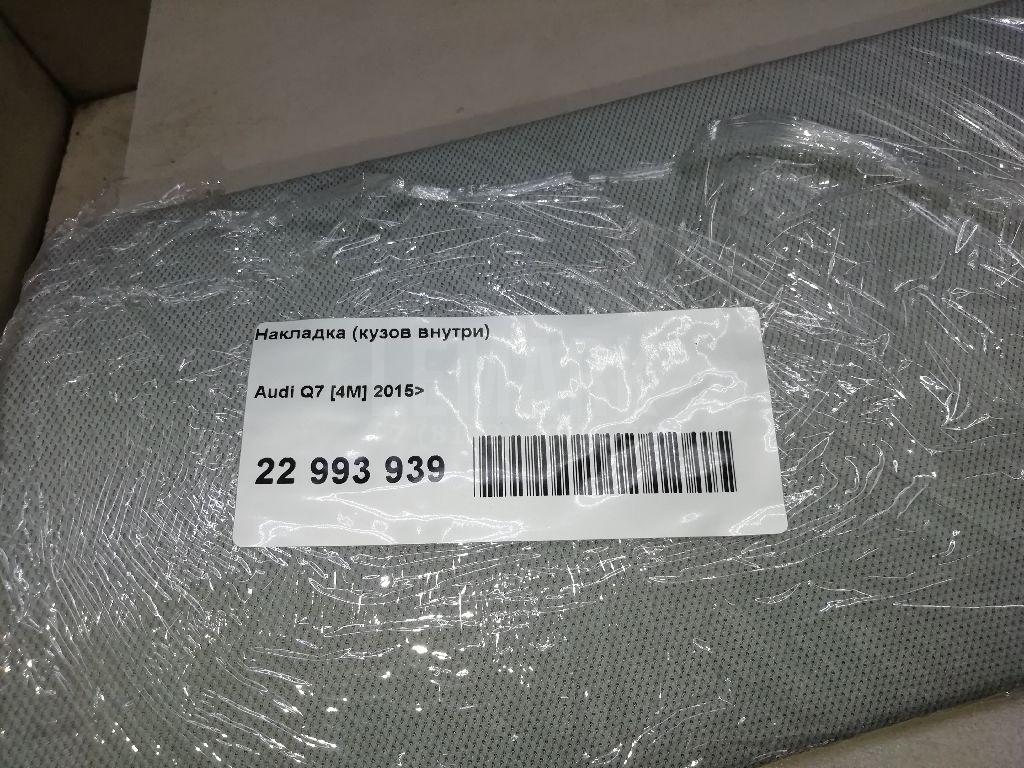 Накладка (кузов внутри)
Audi Q7 [4M] 2015>
22 993 939